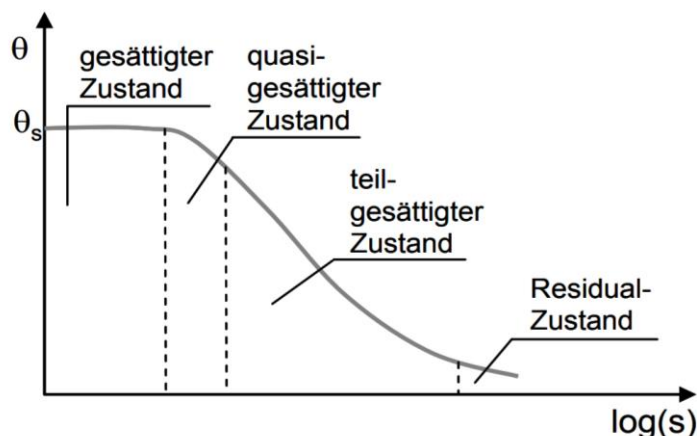 θ
gesättigter
Zustand
quasi-
gesättigter
Zustand
θs
teil-
gesättigter
Zustand
Residual-
Zustand
log(s)